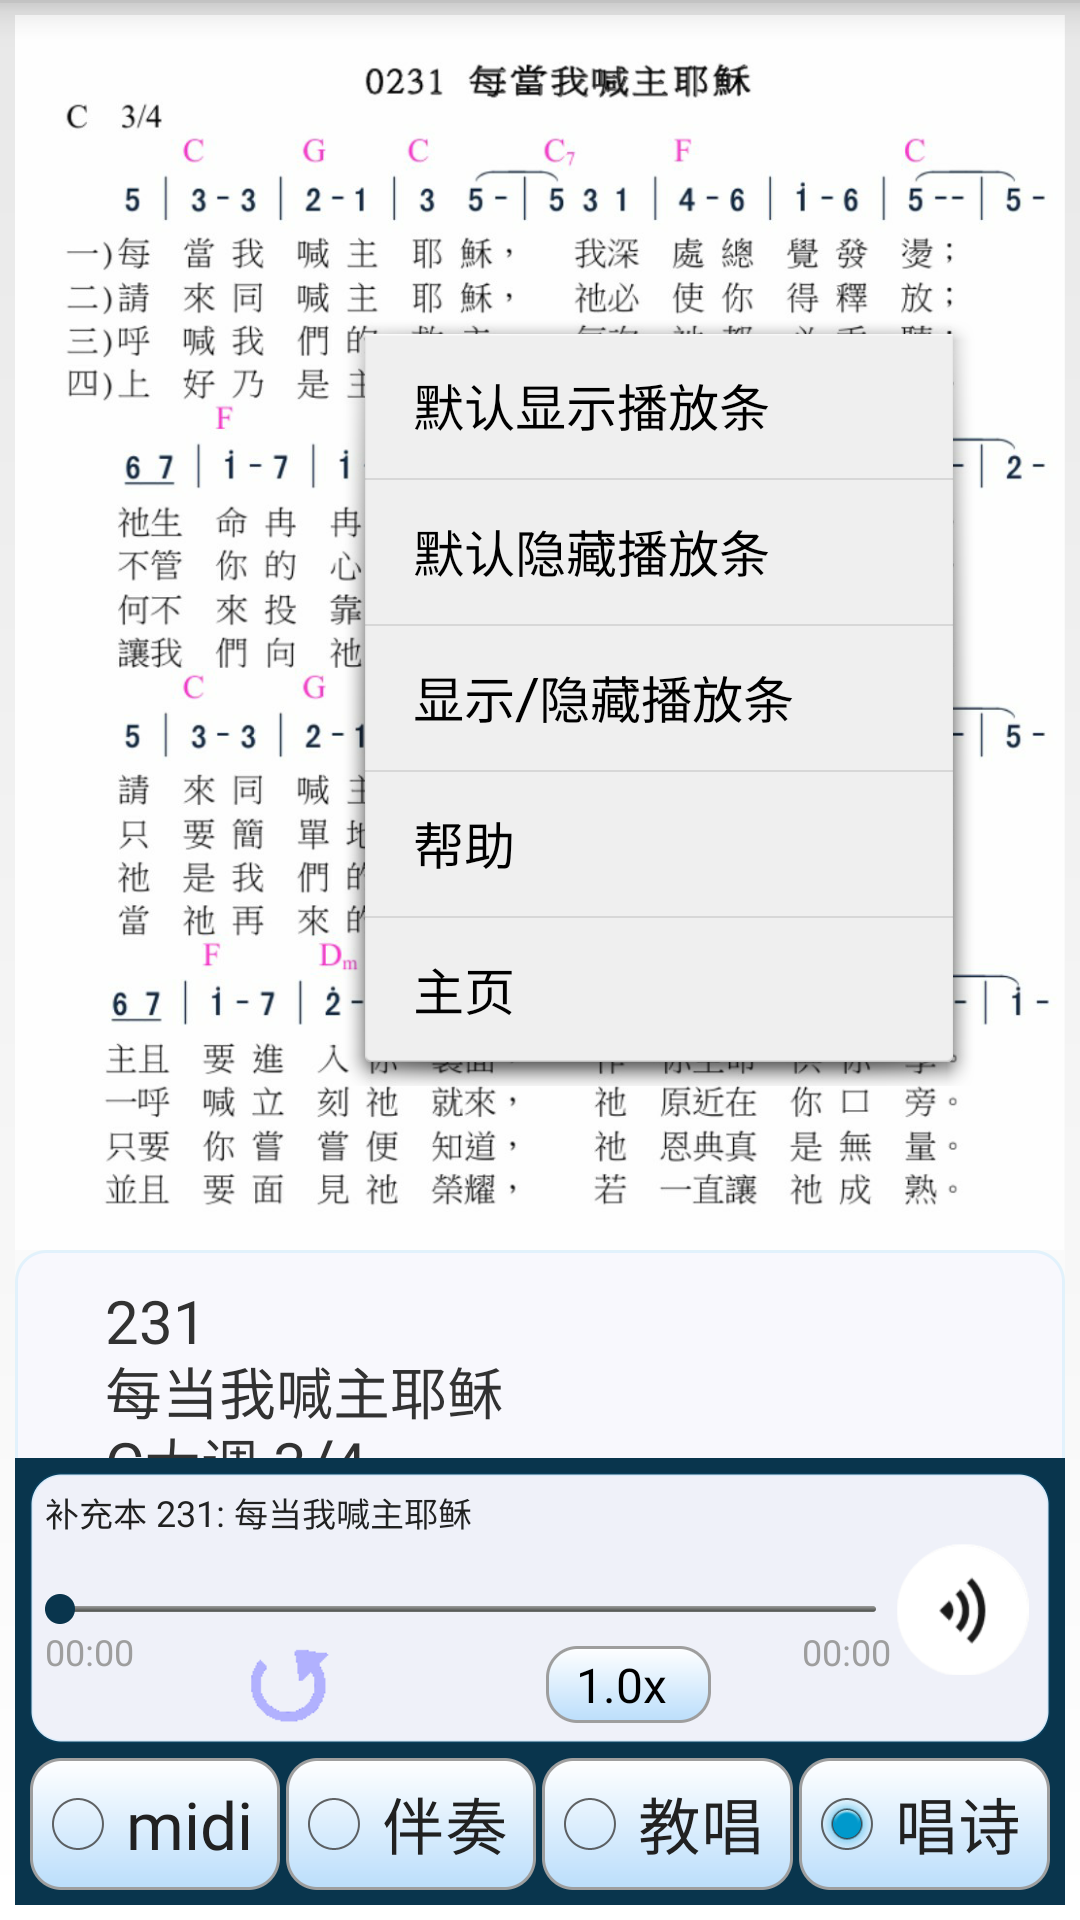 0231 每當我喊主耶穌
C 3/4
C G C C7 F C
5 | 3 - 3 | 2 - 1 | 3 5 - | 5 3 1 | 4 - 6 | i - 6 | 5 - - | 5 -
一)每 當我 喊主 耶穌， 我深 處總 覺發 燙；
二)請 來同 喊主 耶穌， 祂必 使你 得釋 放；
三)呼 喊我 們的
四)上 好乃 是主
F
6 7 | i - 7 | i
2 -
祂生 命冉 冉
不管 你的 心
何不 來投 靠
讓我 們向 祂
C G
5 | 3 - 3 | 2 - 1
5 -
請 來同 喊主
只 要簡 單地
祂 是我 們的
當 祂再 來的
F Dm
6 7 | i - 7 | 2 -
i -
主且 要進 入你
一呼 喊立 刻祂 就來， 祂 原近在 你口 旁。
只要 你嘗 嘗便 知道， 祂 恩典真 是無 量。
並且 要面 見祂 榮耀， 若 一直讓 祂成 熟。
默认显示播放条
默认隐藏播放条
显示/隐藏播放条
帮助
主页
231
每当我喊主耶稣
C大调 3/4
补充本 231: 每当我喊主耶稣
00:00 00:00
1.0x
midi 伴奏 教唱 唱诗